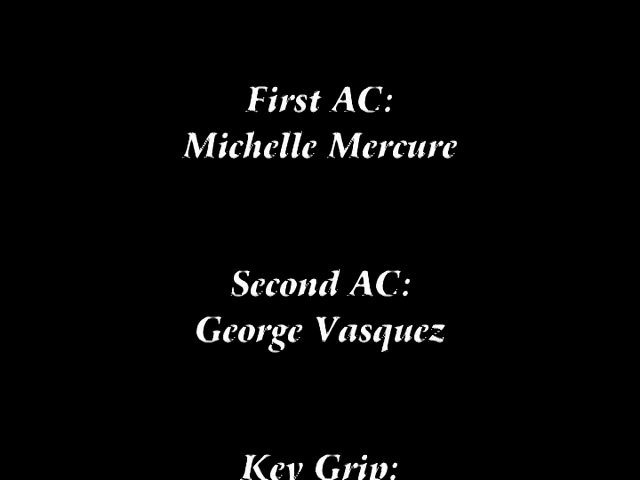 First AC:
Michelle Mercure
Second AC:
George Vasquez
Key Grip: